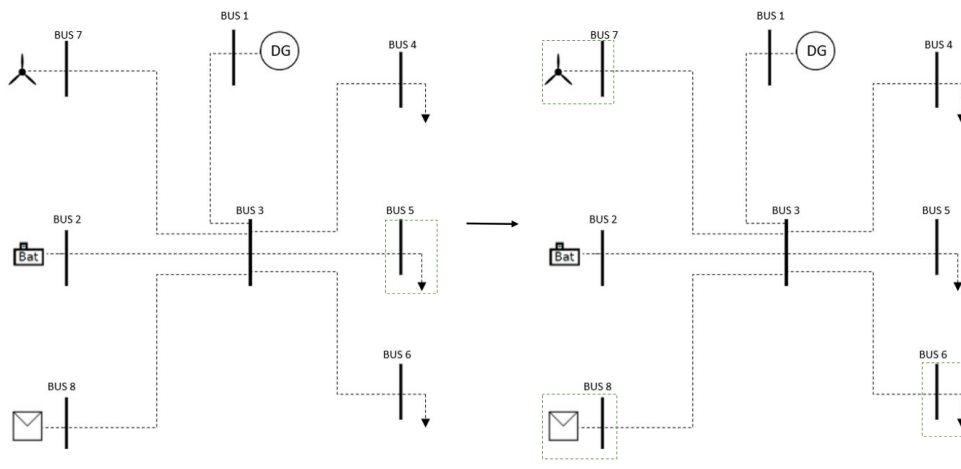 BUS 1
DG
BUS 7
BUS 4
BUS 2
BUS 3
BUS 5
Bat
BUS 6
BUS 8
BUS 1
DG
BUS 7
BUS 4
BUS 2
BUS 3
BUS 5
Bat
BUS 6
BUS 8